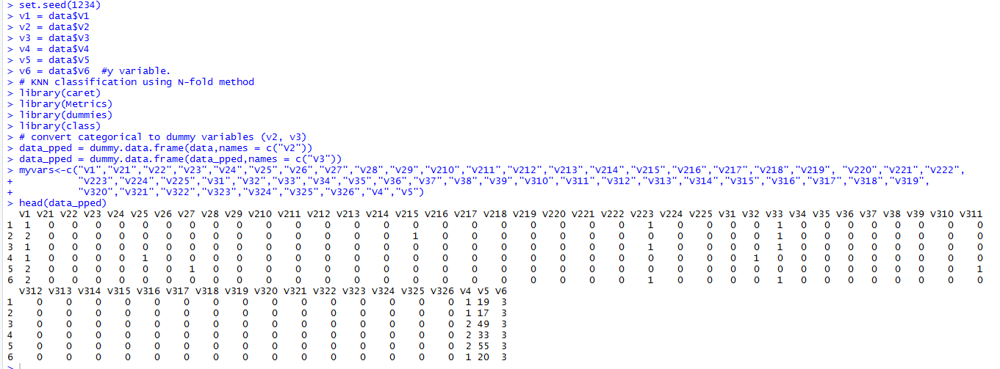 > set.seed(1234)
> v1 = data$V1
> v2 = data$V2
> v3 = data$V3
> v4 = data$V4
> v5 = data$V5
> v6 = data$V6  #y variable.
> # KNN classification using N-fold method
> library(caret)
> library(Metrics)
> library(dummies)
> library(class)
> # convert categorical to dummy variables (v2, v3)
> data_pped = dummy.data.frame(data,names = c("V2"))
> data_pped = dummy.data.frame(data_pped,names = c("V3"))
> myvars<-c("V1","V21","V22","V23","V24","V25","V26","V27","V28","V29","V210","V211","V212","V213","V214","V215","V216","V217","V218","V219", "V220","V221","V222",
+ "V223","V224","V225","V31","V32","V33","V34","V35","V36","V37","V38","V39","V310","V311","V312","V313","V314","V315","V316","V317","V318","V319",
+ "V320","V321","V322","V323","V324","V325","V326","V4","V5")
> head(data_pped)
V1 V21 V22 V23 V24 V25 V26 V27 V28 V29 V210 V211 V212 V213 V214 V215 V216 V217 V218 V219 V220 V221 V222 V223 V224 V225 V31 V32 V33 V34 V35 V36 V37 V38 V39 V310 V311
1 1 0 0 0 0 0 0 0 0 0 0 0 0 0 0 0 0 0 0 0 0 0 0 1 0 0 0 0 1 0 0 0 0 0 0 0 0
2 2 0 0 0 0 0 0 0 0 0 0 0 0 0 0 1 0 0 0 0 0 0 0 0 0 0 0 0 1 0 0 0 0 0 0 0 0
3 1 0 0 0 0 0 0 0 0 0 0 0 0 0 0 0 0 0 0 0 0 0 0 1 0 0 0 0 1 0 0 0 0 0 0 0 0
4 1 0 0 0 0 1 0 0 0 0 0 0 0 0 0 0 0 0 0 0 0 0 0 0 0 0 0 1 0 0 0 0 0 0 0 0 0
5 2 0 0 0 0 0 0 1 0 0 0 0 0 0 0 0 0 0 0 0 0 0 0 0 0 0 0 0 0 0 0 0 0 0 0 0 1
6 2 0 0 0 0 0 0 0 0 0 0 0 0 0 0 0 0 0 0 0 0 0 0 1 0 0 0 0 1 0 0 0 0 0 0 0 0
V312 V313 V314 V315 V316 V317 V318 V319 V320 V321 V322 V323 V324 V325 V326 V4 V5 V6
1 0 0 0 0 0 0 0 0 0 0 0 0 0 0 0 1 19 3
2 0 0 0 0 0 0 0 0 0 0 0 0 0 0 0 1 17 3
3 0 0 0 0 0 0 0 0 0 0 0 0 0 0 0 2 49 3
4 0 0 0 0 0 0 0 0 0 0 0 0 0 0 0 2 33 3
5 0 0 0 0 0 0 0 0 0 0 0 0 0 0 0 2 55 3
6 0 0 0 0 0 0 0 0 0 0 0 0 0 0 0 1 20 3
>